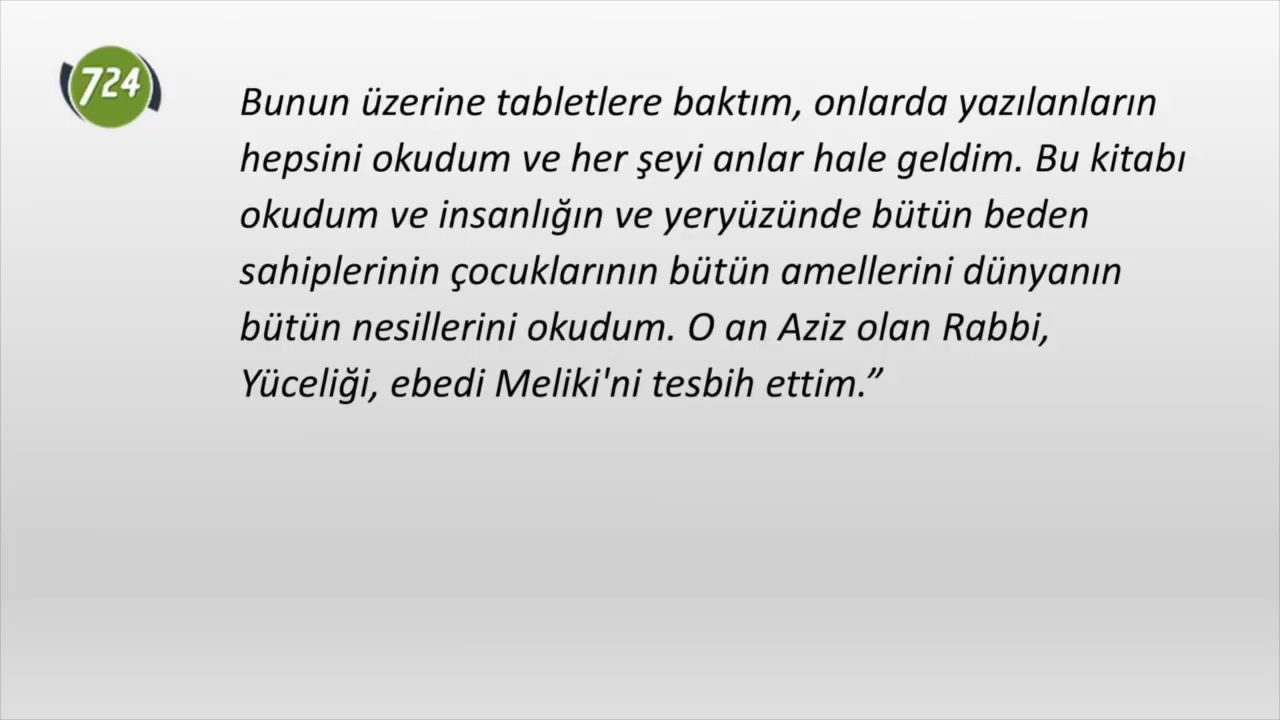 724
Bunun üzerine tabletlere baktım, onlarda yazılanların
hepsini okudum ve her şeyi anlar hale geldim. Bu kitabı
okudum ve insanlığın ve yeryüzünde bütün beden
sahiplerinin çocuklarının bütün amellerini dünyanın
bütün nesillerini okudum. O an Aziz olan Rabbi,
Yüceliği, ebedi Meliki'ni tesbih ettim.”